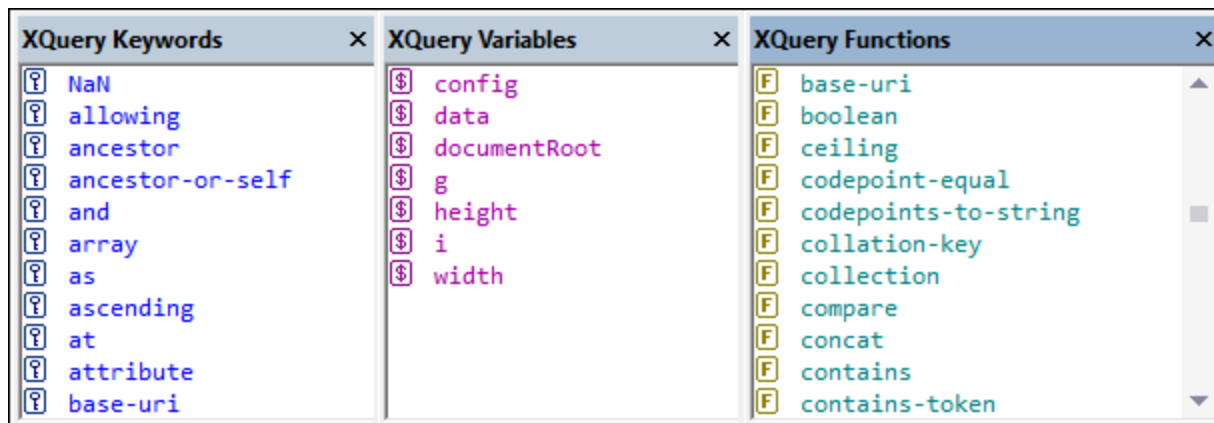 XQuery Keywords
NaN
allowing
ancestor
ancestor-or-self
and
array
as
ascending
at
attribute
base-uri
XQuery Variables
config
data
documentRoot
g
height
i
width
XQuery Functions
base-uri
boolean
ceiling
codepoint-equal
codepoints-to-string
collation-key
collection
compare
concat
contains
contains-token